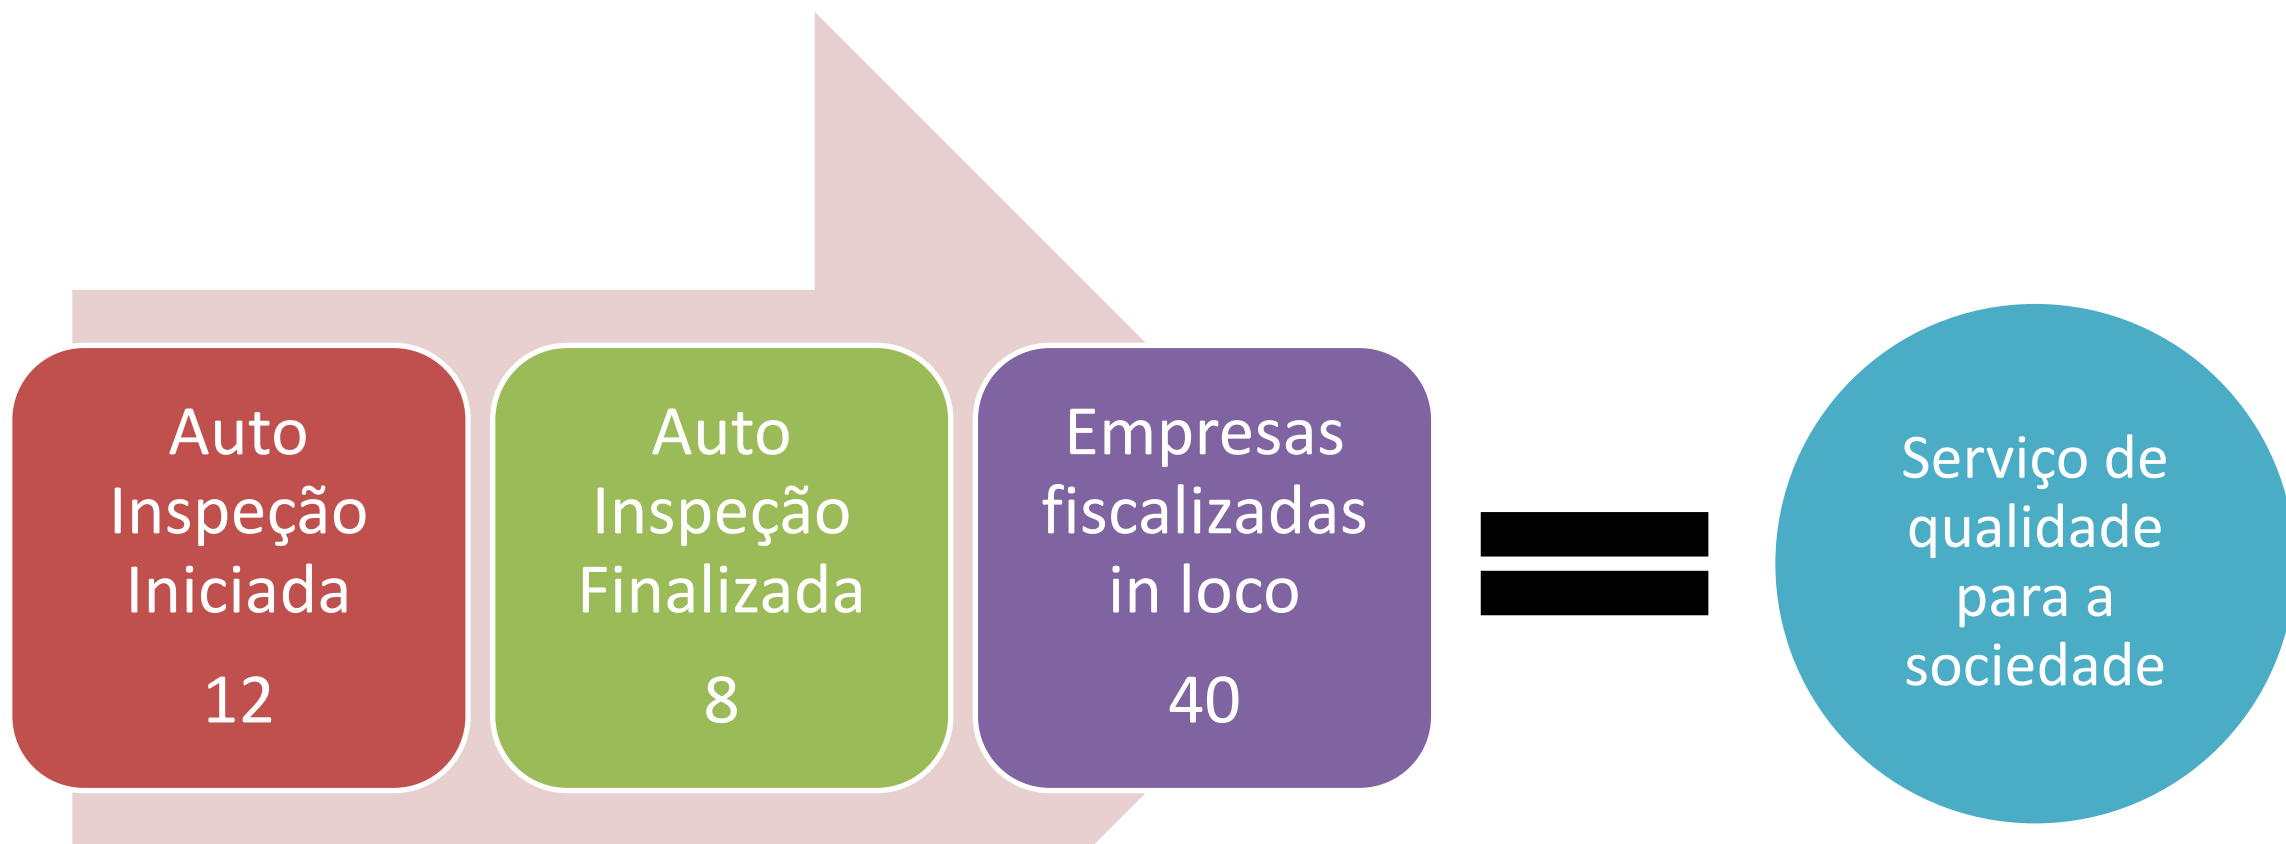 Auto
Inspeção
Iniciada
12
Auto
Inspeção
Finalizada
8
Empresas
fiscalizadas
in loco
40
Serviço de
qualidade
para a
sociedade